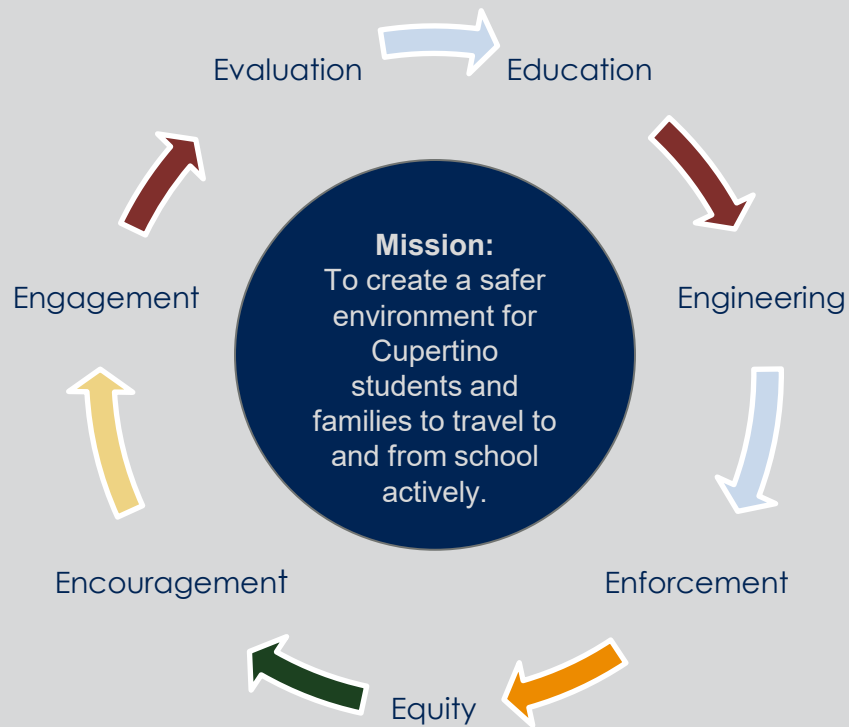 Evaluation
Education
Engagement
Mission:
To create a safer
environment for
Cupertino
students and
families to travel to
and from school
actively.
Engineering
Encouragement
Enforcement
Equity